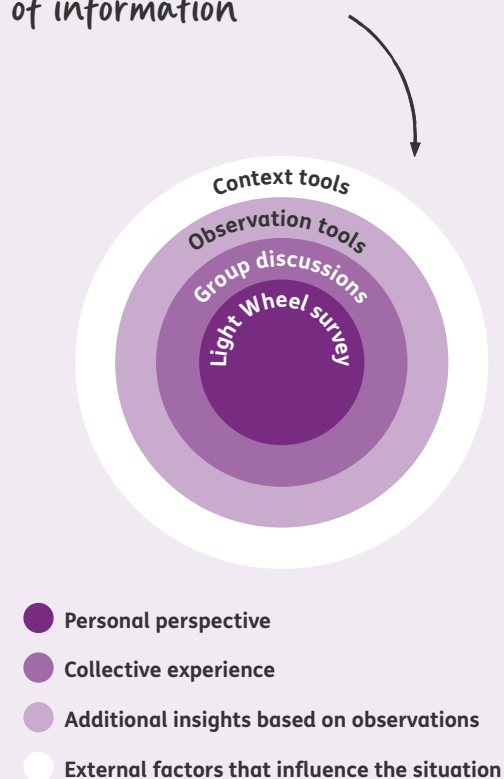 of information
Context tools
Observation tools
Group discussions
Light Wheel survey
Personal perspective
Collective experience
Additional insights based on observations
External factors that influence the situation